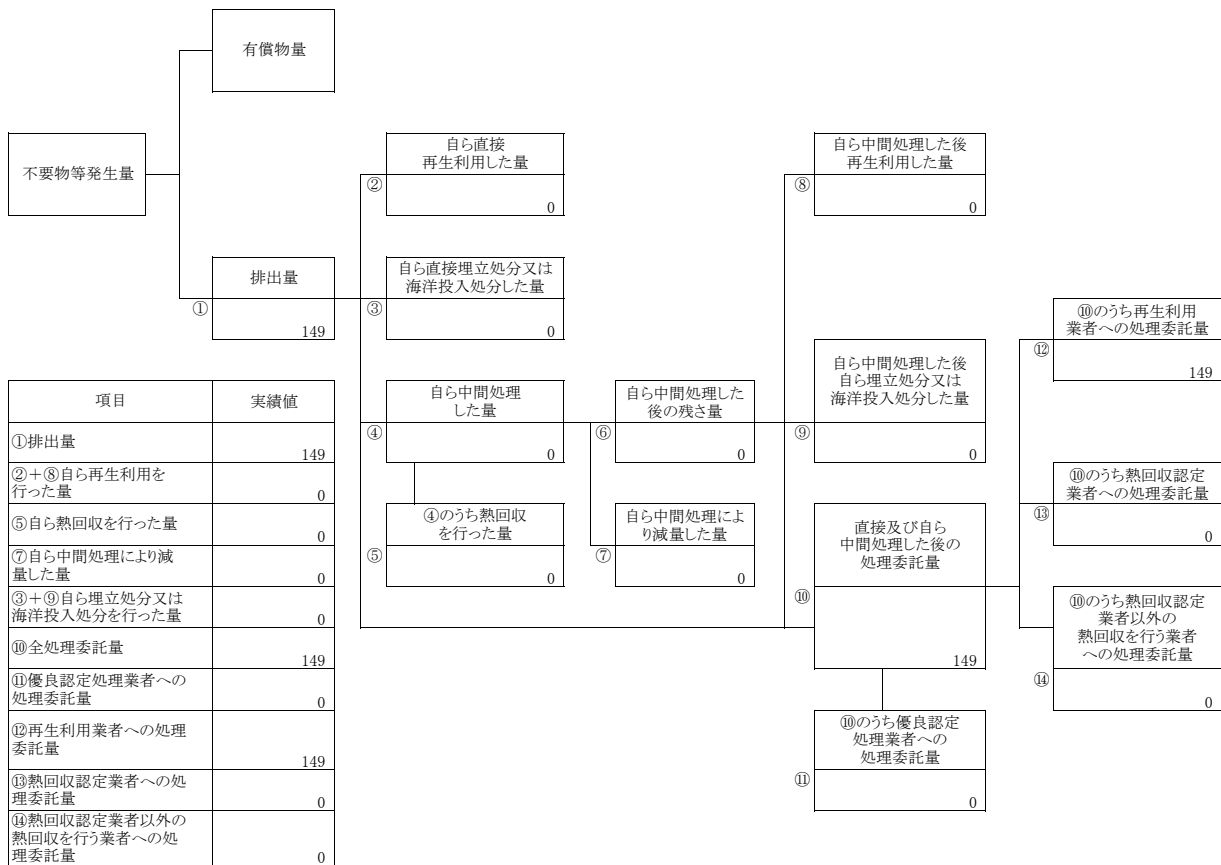 有償物量
不要物等発生量
排出量
①
149
自ら直接
再生利用した量
②
0
自ら直接埋立処分又は
海洋投入処分した量
③
0
自ら中間処理
した量
④
0
④のうち熱回収
を行った量
⑤
0
自ら中間処理した
後の残さ量
⑥
0
自ら中間処理によ
り減量した量
⑦
0
自ら中間処理した後
再生利用した量
⑧
0
自ら中間処理した後
自ら埋立処分又は
海洋投入処分した量
⑨
0
直接及び自ら
中間処理した後の
処理委託量
⑩
149
⑩のうち優良認定
処理業者への
処理委託量
⑪
0
⑩のうち再生利用
業者への処理委託量
⑫
149
⑩のうち熱回収認定
業者への処理委託量
⑬
0
⑩のうち熱回収認定
業者以外の
熱回収を行う業者
への処理委託量
⑭
0
項目 実績値
①排出量 149
②+⑧自ら再生利用を
行った量 0
⑤自ら熱回収を行った量 0
⑦自ら中間処理により減
量した量 0
③+⑨自ら埋立処分又は
海洋投入処分を行った量 0
⑩全処理委託量 149
⑪優良認定処理業者への
処理委託量 0
⑫再生利用業者への処理
委託量 149
⑬熱回収認定業者への処
理委託量 0
⑭熱回収認定業者以外の
熱回収を行う業者への処
理委託量 0